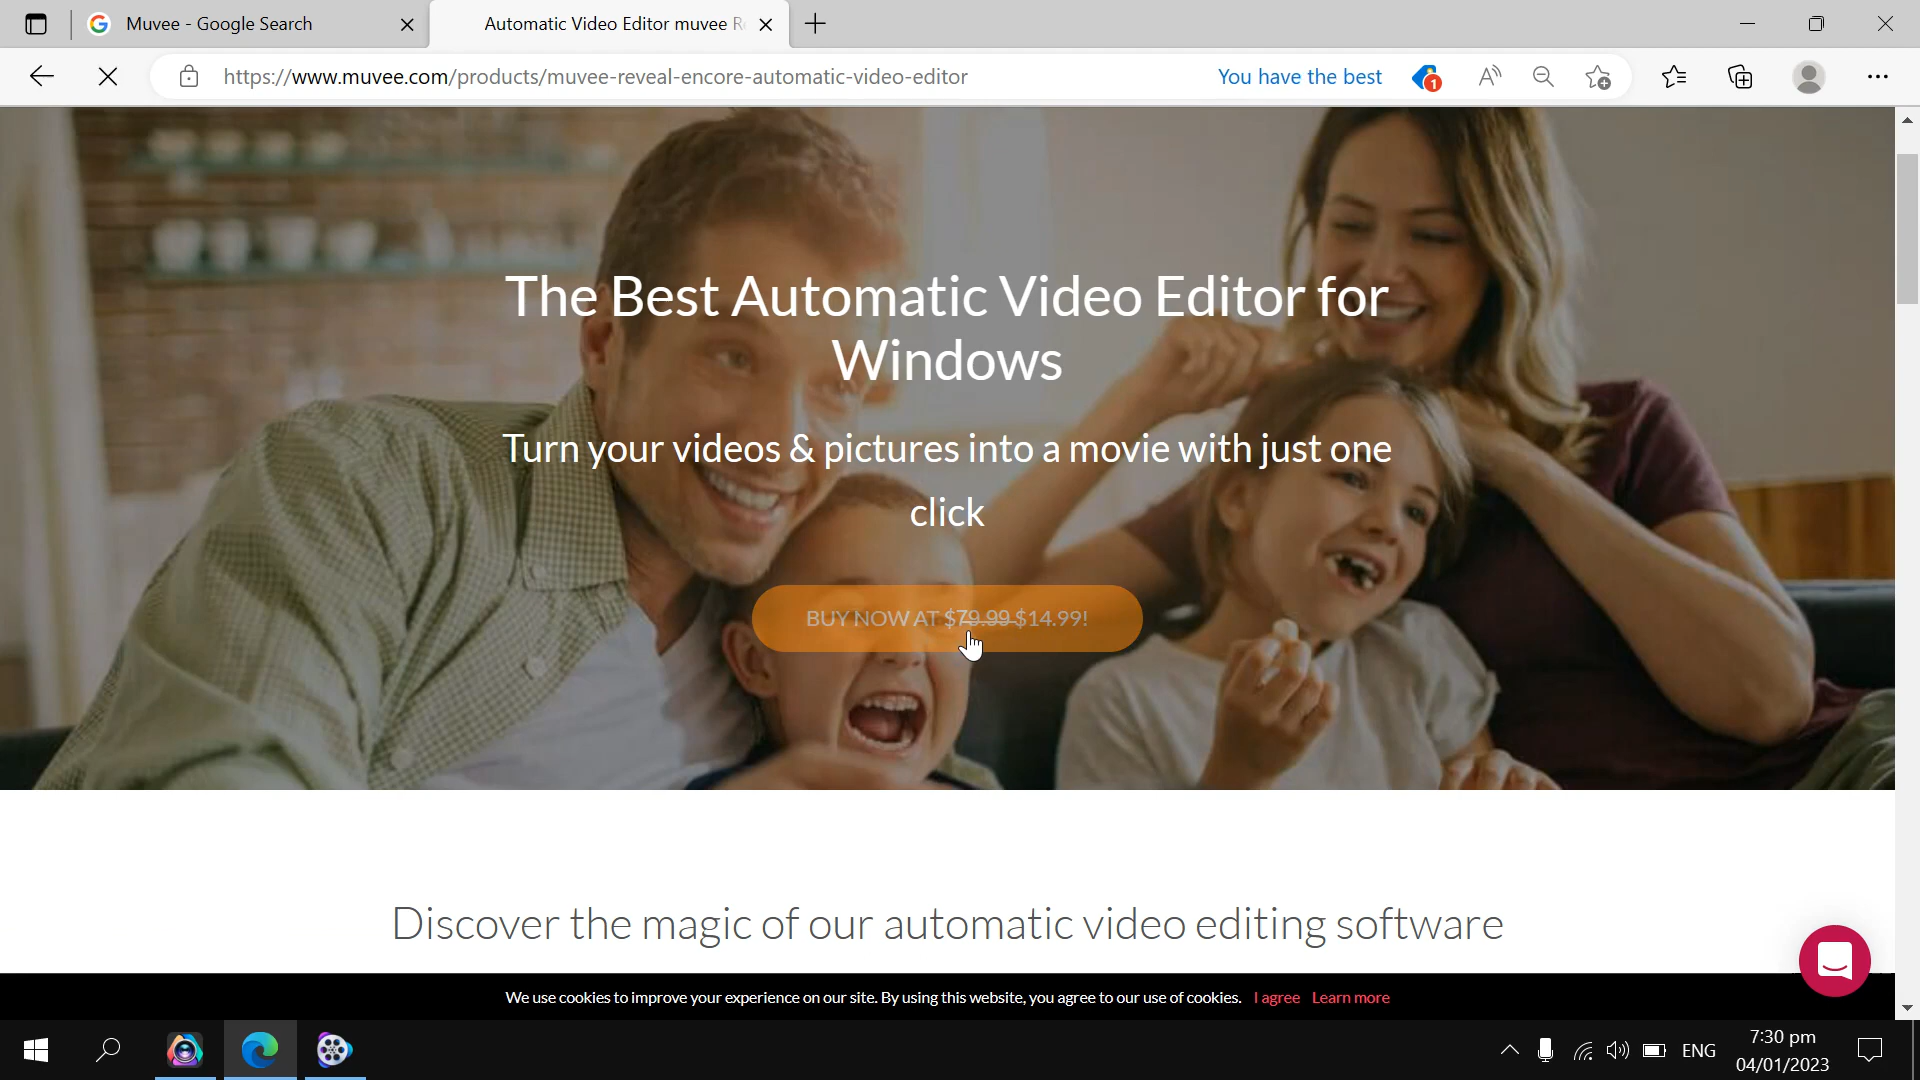 Muvee - Google Search
Automatic Video Editor muvee R
https://www.muvee.com/products/muvee-reveal-encore-automatic-video-editor
You have the best
1
The Best Automatic Video Editor for
Windows
Turn your videos & pictures into a movie with just one
click
BUY NOW AT $79.99 $14.99!
Discover the magic of our automatic video editing software
We use cookies to improve your experience on our site. By using this website, you agree to our use of cookies. I agree Learn more
ENG
7:30 pm
04/01/2023